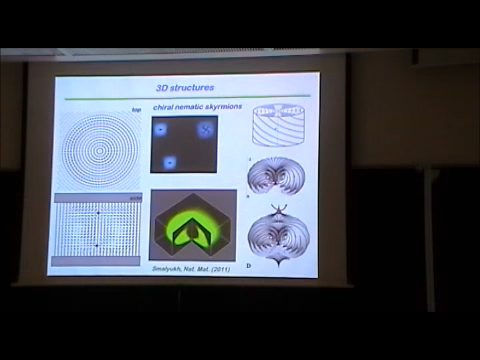 3D structures
top
chiral nematic skyrmions
side
Smalyukh, Nat. Mat. (2011)
D